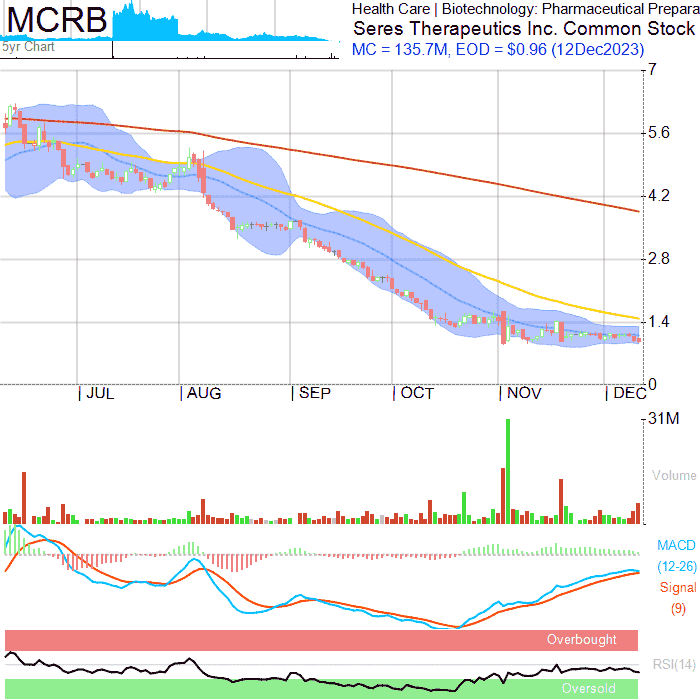 MCRB
5yr Chart
Health Care | Biotechnology: Pharmaceutical Prepara
Seres Therapeutics Inc. Common Stock
MC = 135.7M, EOD = $0.96 (12Dec2023)
7
5.6
4.2
2.8
1.4
0
JUL AUG SEP OCT NOV DEC
31M
Volume
MACD
(12-26)
Signal
(9)
Overbought
RSI(14)
Oversold